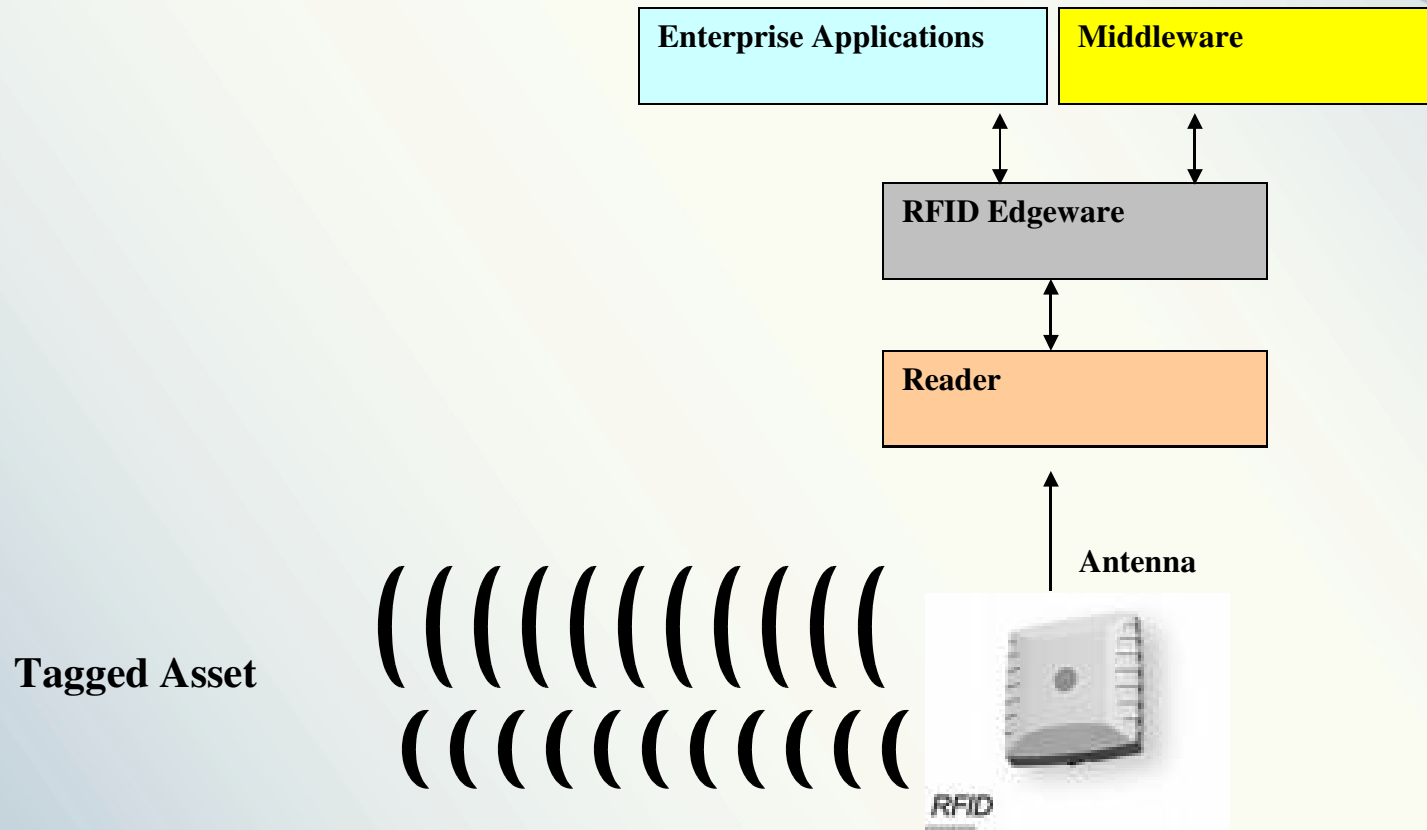 Enterprise Applications
Middleware
RFID Edgeware
Reader
Antenna
Tagged Asset
RFID